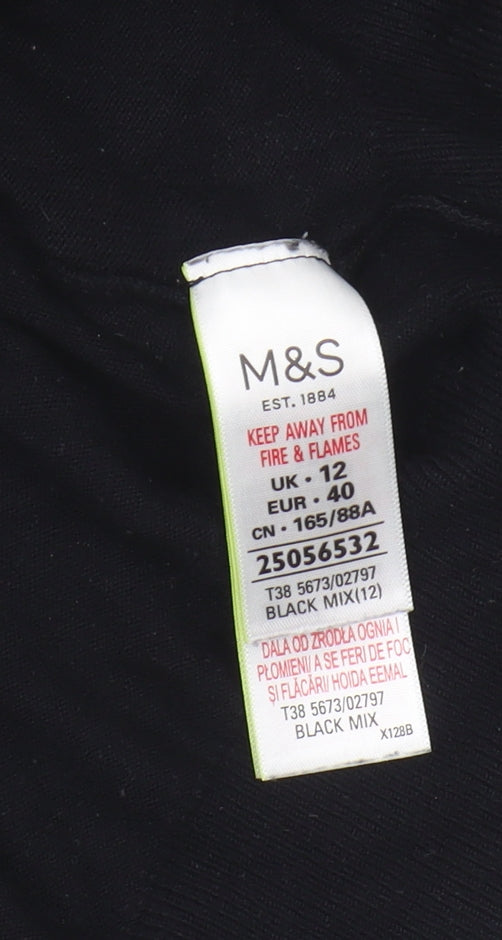 M&S
EST. 1884
KEEP AWAY FROM
FIRE & FLAMES
UK • 12
EUR • 40
CN • 165/88A
25056532
T38 5673/02797
BLACK MIX(12)
DALA OD ŹRÓDŁA OGNIA I
PŁOMIENI/ A SE FERI DE FOC
ŞI FLĂCĂRI/ HOIDA EEMAL
T38 5673/02797
BLACK MIX
X128B